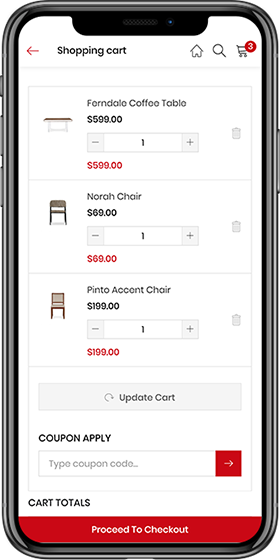 Shopping cart
3
Ferndale Coffee Table
$599.00
1
$599.00
Norah Chair
$69.00
1
$69.00
Pinto Accent Chair
$199.00
1
$199.00
Update Cart
COUPON APPLY
Type coupon code...
CART TOTALS
Proceed To Checkout